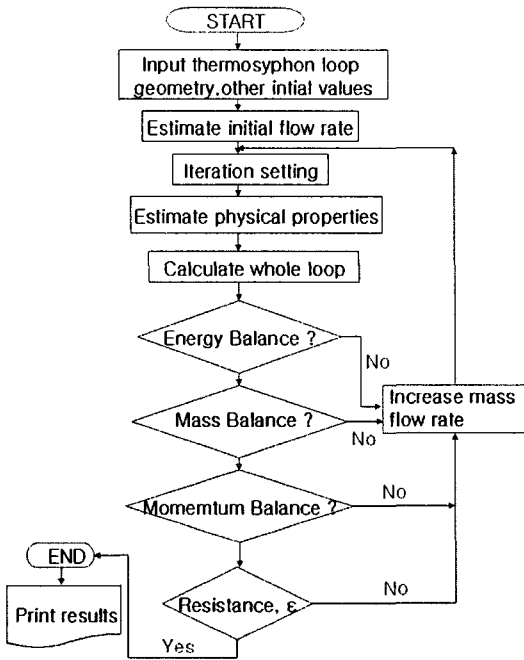 START
Input thermosyphon loop
geometry,other intial values
Estimate initial flow rate
Iteration setting
Estimate physical properties
Calculate whole loop
Energy Balance ?
No
Increase mass
flow rate
Mass Balance ?
No
Momemtum Balance ?
No
END
Resistance, ε
No
Print results
Yes